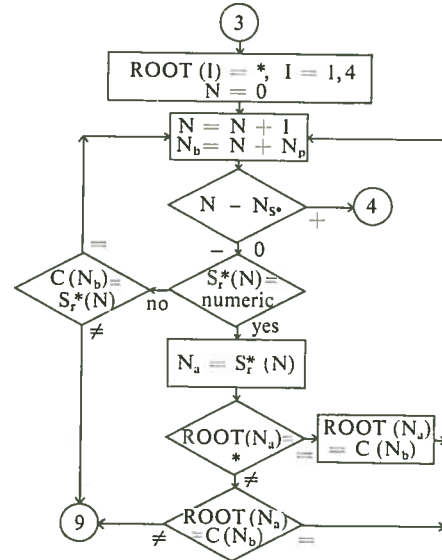 3
ROOT (I) = *, I = 1,4
N = 0
N = N + 1
N_b = N + N_p
N − N_S*
+
4
− 0
=
C (N_b) =
S_r*(N)
≠
no
S_r*(N) =
numeric
yes
N_a = S_r* (N)
ROOT(N_a) =
*
=
ROOT (N_a)
= C (N_b)
≠
9
≠
ROOT (N_a)
= C(N_b)
=